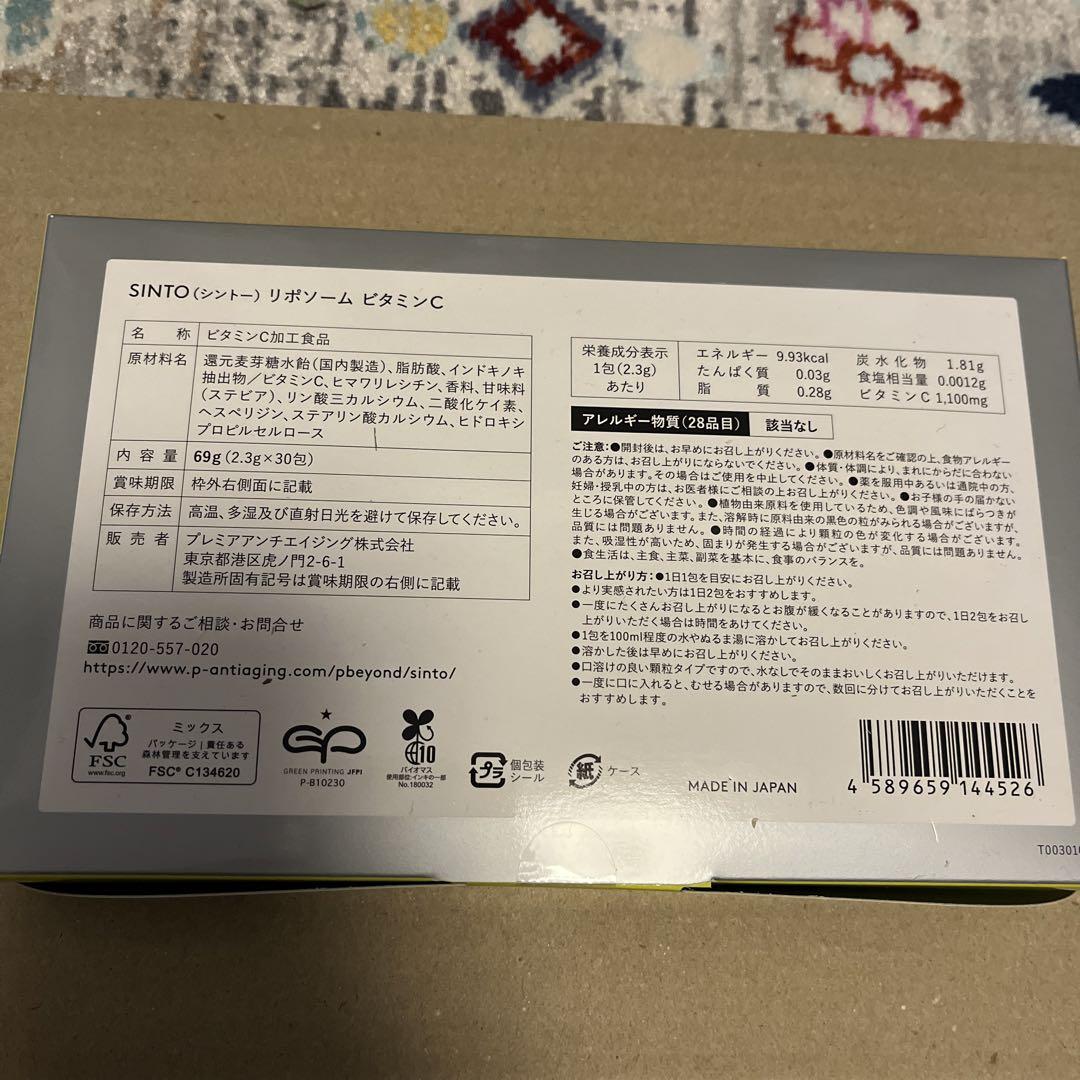 SINTO(シントー) リポソーム ビタミンC
名　称 ビタミンC加工食品
原材料名 還元麦芽糖水飴(国内製造)、脂肪酸、インドキノキ
抽出物／ビタミンC、ヒマワリレシチン、香料、甘味料
(ステビア)、リン酸三カルシウム、二酸化ケイ素、
ヘスペリジン、ステアリン酸カルシウム、ヒドロキシ
プロピルセルロース
内容量 69g(2.3g×30包)
賞味期限 枠外右側面に記載
保存方法 高温、多湿及び直射日光を避けて保存してください。
販売者 プレミアアンチエイジング株式会社
東京都港区虎ノ門2-6-1
製造所固有記号は賞味期限の右側に記載
商品に関するご相談・お問合せ
0120-557-020
https://www.p-antiaging.com/pbeyond/sinto/
FSC
www.fsc.org
ミックス
パッケージ|責任ある
森林管理を支えています
FSC® C134620
GREEN PRINTING JFPI
P-B10230
10
バイオマス
使用部位:インキの一部
No.180032
プラ
個包装
シール
紙
ケース
栄養成分表示
1包(2.3g)
あたり
エネルギー 9.93kcal
たんぱく質 0.03g
脂　質 0.28g
炭水化物 1.81g
食塩相当量 0.0012g
ビタミンC 1,100mg
アレルギー物質(28品目) 該当なし
ご注意:●開封後は、お早めにお召し上がりください。●原材料名をご確認の上、食物アレルギー
のある方は、お召し上がりにならないでください。●体質・体調により、まれにからだに合わない
場合があります。その場合はご使用を中止してください。●薬を服用中あるいは通院中の方、
妊婦・授乳中の方は、お医者様にご相談の上お召し上がりください。●お子様の手の届かない
ところに保管してください。●植物由来原料を使用しているため、色調や風味にばらつきが
生じる場合がございます。また、溶解時に原料由来の黒色の粒がみられる場合がございますが、
品質には問題ありません。●時間の経過により顆粒の色が変化する場合がございます。
また、吸湿性が高いため、固まりが発生する場合がございますが、品質には問題ありません。
●食生活は、主食、主菜、副菜を基本に、食事のバランスを。
お召し上がり方:●1日1包を目安にお召し上がりください。
●より実感されたい方は1日2包をおすすめします。
●一度にたくさんお召し上がりになるとお腹が緩くなることがありますので、1日2包をお召し
上がりいただく場合は時間をあけてください。
●1包を100ml程度の水やぬるま湯に溶かしてお召し上がりください。
●溶かした後は早めにお召し上がりください。
●口溶けの良い顆粒タイプですので、水なしでそのままおいしくお召し上がりいただけます。
●一度に口に入れると、むせる場合がありますので、数回に分けてお召し上がりいただくことを
おすすめします。
MADE IN JAPAN
4 589659 144526